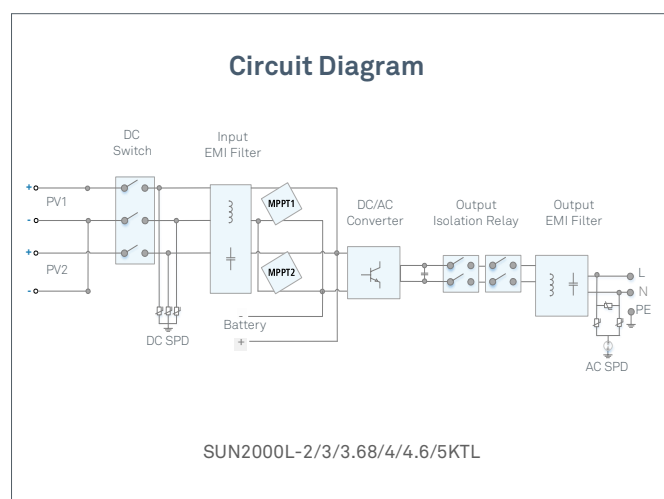 Circuit Diagram
DC
Switch
Input
EMI Filter
DC/AC
Converter
Output
Isolation Relay
Output
EMI Filter
+
PV1
-
+
PV2
-
MPPT1
MPPT2
-
Battery
+
DC SPD
L
N
PE
AC SPD
SUN2000L-2/3/3.68/4/4.6/5KTL